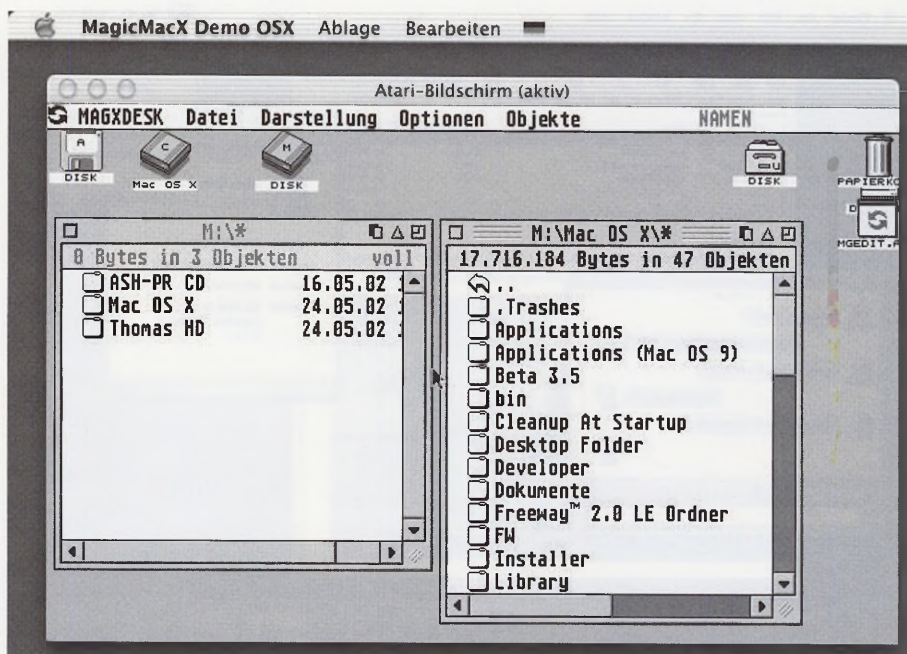 MagicMacX Demo OSX Ablage Bearbeiten
Atari-Bildschirm (aktiv)
MAGXDESK Datei Darstellung Optionen Objekte NAMEN
A
DISK
C
Mac OS X
M
DISK
U
DISK
PAPIERKO
D
MGEDIT.A
M:\*
0 Bytes in 3 Objekten voll
ASH-PR CD 16.05.02
Mac OS X 24.05.02
Thomas HD 24.05.02
M:\Mac OS X\*
17.716.184 Bytes in 47 Objekten
..
.Trashes
Applications
Applications (Mac OS 9)
Beta 3.5
bin
Cleanup At Startup
Desktop Folder
Developer
Dokumente
Freeway™ 2.0 LE Ordner
FW
Installer
Library